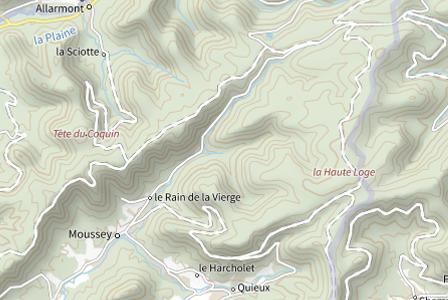 Allarmont
la Plaine
la Sciotte
Tête du Coquin
la Haute Loge
le Rain de la Vierge
Moussey
le Harcholet
Quieux